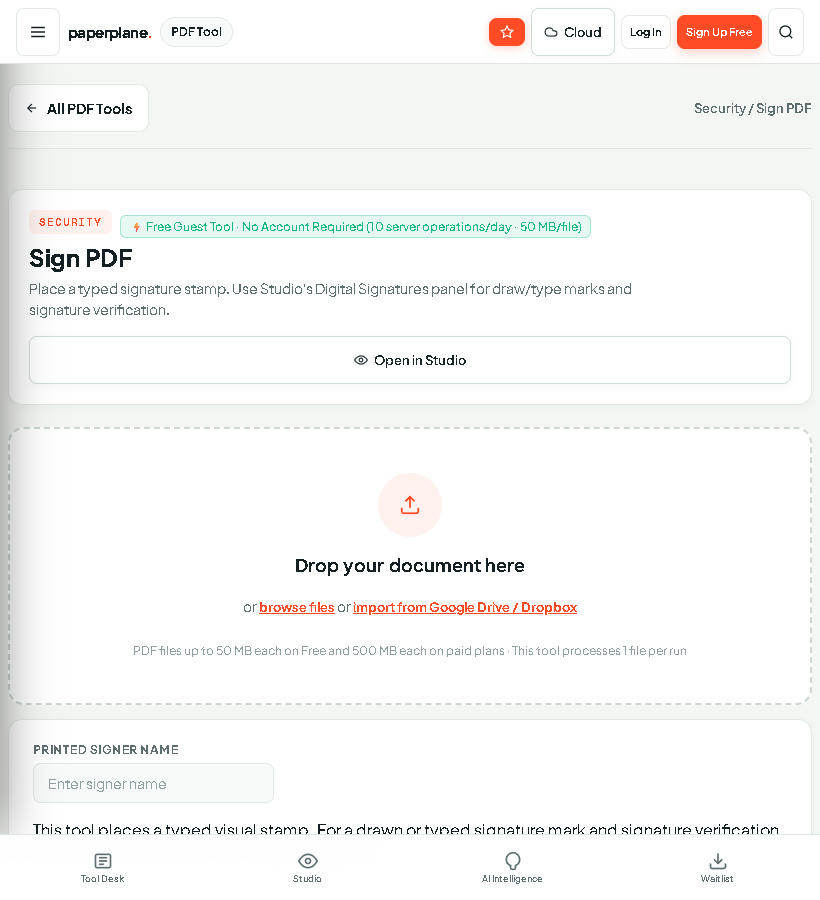 paperplane.
PDF Tool
Cloud
Log In
Sign Up Free
All PDF Tools
Security / Sign PDF
SECURITY
Free Guest Tool · No Account Required (10 server operations/day · 50 MB/file)
Sign PDF
Place a typed signature stamp. Use Studio's Digital Signatures panel for draw/type marks and
signature verification.
Open in Studio
Drop your document here
or browse files or import from Google Drive / Dropbox
PDF files up to 50 MB each on Free and 500 MB each on paid plans · This tool processes 1 file per run
PRINTED SIGNER NAME
Enter signer name
This tool places a typed visual stamp. For a drawn or typed signature mark and signature verification
Tool Desk
Studio
AI Intelligence
Waitlist